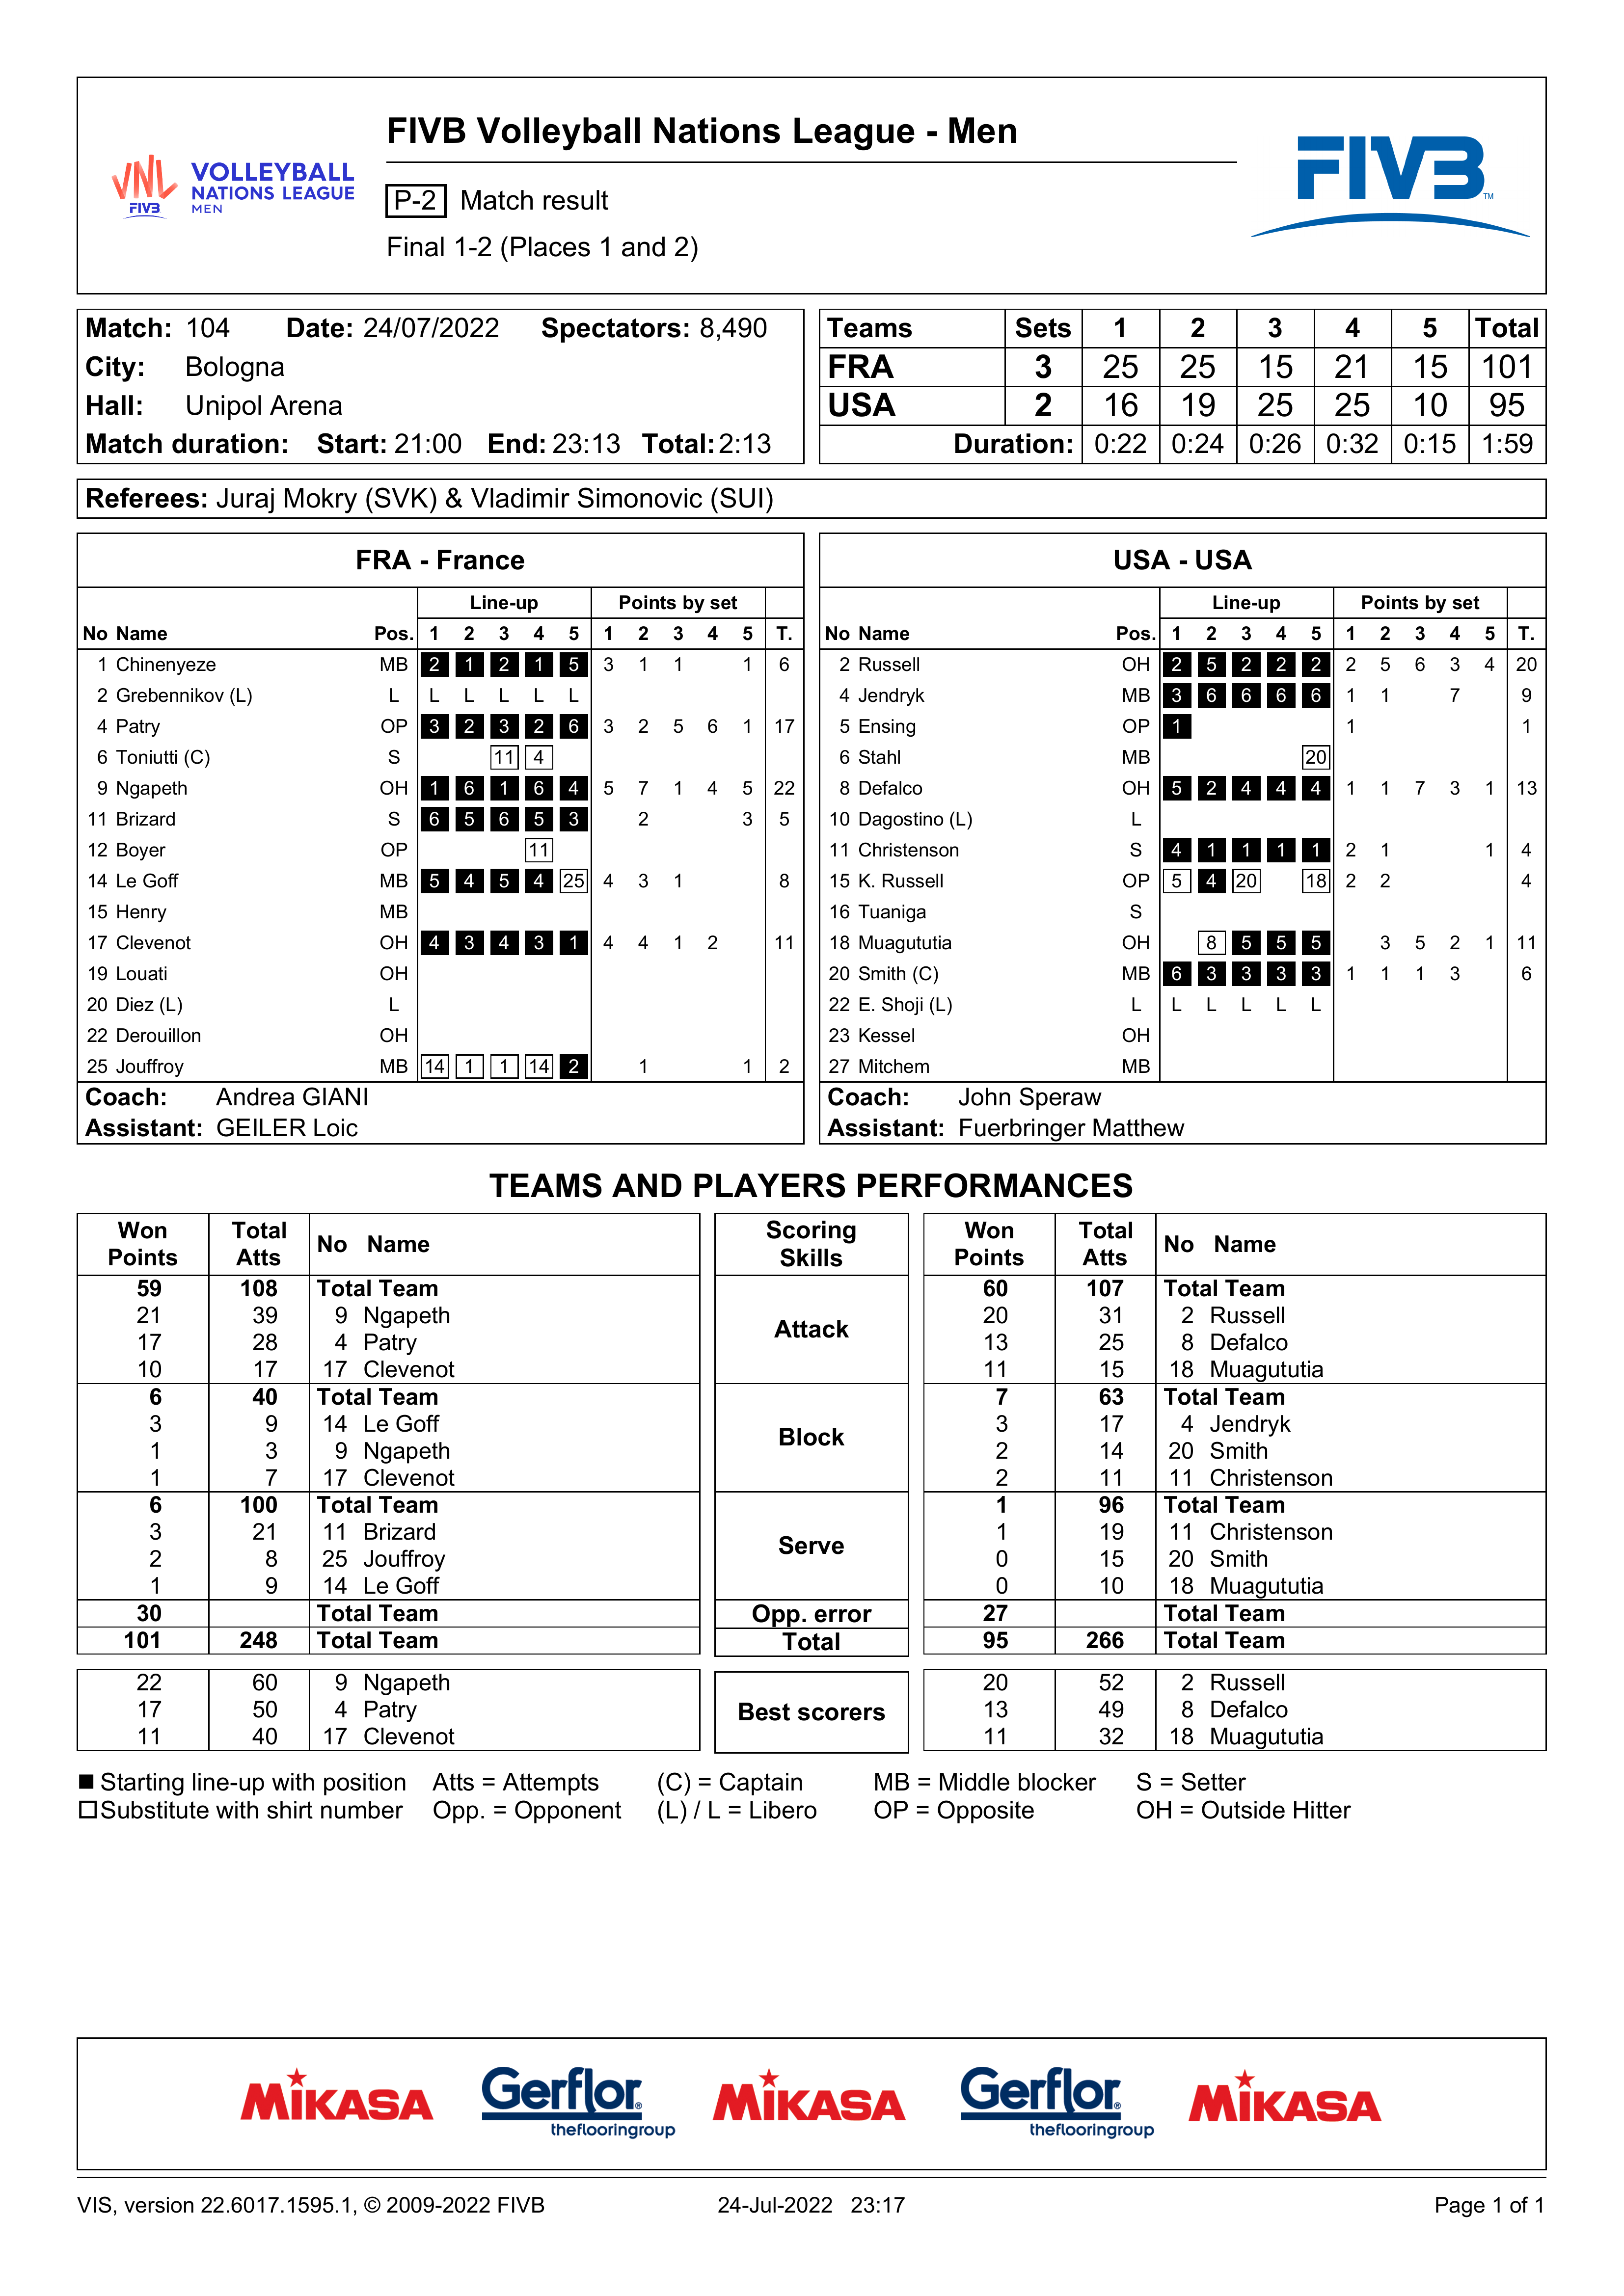 FIVB Volleyball Nations League - Men
VNL FIVB VOLLEYBALL NATIONS LEAGUE MEN
P-2 Match result
FIVB TM
Final 1-2 (Places 1 and 2)
Match: 104 Date: 24/07/2022 Spectators: 8,490
City: Bologna
Hall: Unipol Arena
Match duration: Start: 21:00 End: 23:13 Total: 2:13
Teams Sets 1 2 3 4 5 Total
FRA 3 25 25 15 21 15 101
USA 2 16 19 25 25 10 95
Duration: 0:22 0:24 0:26 0:32 0:15 1:59
Referees: Juraj Mokry (SVK) & Vladimir Simonovic (SUI)
FRA - France
Line-up Points by set
No Name Pos. 1 2 3 4 5 1 2 3 4 5 T.
1 Chinenyeze MB 2 1 2 1 5 3 1 1 1 6
2 Grebennikov (L) L L L L L L
4 Patry OP 3 2 3 2 6 3 2 5 6 1 17
6 Toniutti (C) S 11 4
9 Ngapeth OH 1 6 1 6 4 5 7 1 4 5 22
11 Brizard S 6 5 6 5 3 2 3 5
12 Boyer OP 11
14 Le Goff MB 5 4 5 4 25 4 3 1 8
15 Henry MB
17 Clevenot OH 4 3 4 3 1 4 4 1 2 11
19 Louati OH
20 Diez (L) L
22 Derouillon OH
25 Jouffroy MB 14 1 1 14 2 1 1 2
Coach: Andrea GIANI
Assistant: GEILER Loic
USA - USA
Line-up Points by set
No Name Pos. 1 2 3 4 5 1 2 3 4 5 T.
2 Russell OH 2 5 2 2 2 2 5 6 3 4 20
4 Jendryk MB 3 6 6 6 6 1 1 7 9
5 Ensing OP 1 1 1
6 Stahl MB 20
8 Defalco OH 5 2 4 4 4 1 1 7 3 1 13
10 Dagostino (L) L
11 Christenson S 4 1 1 1 1 2 1 1 4
15 K. Russell OP 5 4 20 18 2 2 4
16 Tuaniga S
18 Muagututia OH 8 5 5 5 3 5 2 1 11
20 Smith (C) MB 6 3 3 3 3 1 1 1 3 6
22 E. Shoji (L) L L L L L L
23 Kessel OH
27 Mitchem MB
Coach: John Speraw
Assistant: Fuerbringer Matthew
TEAMS AND PLAYERS PERFORMANCES
Won Points Total Atts No Name Scoring Skills Won Points Total Atts No Name
59 108 Total Team Attack 60 107 Total Team
21 39 9 Ngapeth 20 31 2 Russell
17 28 4 Patry 13 25 8 Defalco
10 17 17 Clevenot 11 15 18 Muagututia
6 40 Total Team Block 7 63 Total Team
3 9 14 Le Goff 3 17 4 Jendryk
1 3 9 Ngapeth 2 14 20 Smith
1 7 17 Clevenot 2 11 11 Christenson
6 100 Total Team Serve 1 96 Total Team
3 21 11 Brizard 1 19 11 Christenson
2 8 25 Jouffroy 0 15 20 Smith
1 9 14 Le Goff 0 10 18 Muagututia
30 Total Team Opp. error 27 Total Team
101 248 Total Team Total 95 266 Total Team
22 60 9 Ngapeth Best scorers 20 52 2 Russell
17 50 4 Patry 13 49 8 Defalco
11 40 17 Clevenot 11 32 18 Muagututia
Starting line-up with position Atts = Attempts (C) = Captain MB = Middle blocker S = Setter
Substitute with shirt number Opp. = Opponent (L) / L = Libero OP = Opposite OH = Outside Hitter
MIKASA Gerflor® theflooringgroup MIKASA Gerflor® theflooringgroup MIKASA
VIS, version 22.6017.1595.1, © 2009-2022 FIVB 24-Jul-2022 23:17 Page 1 of 1